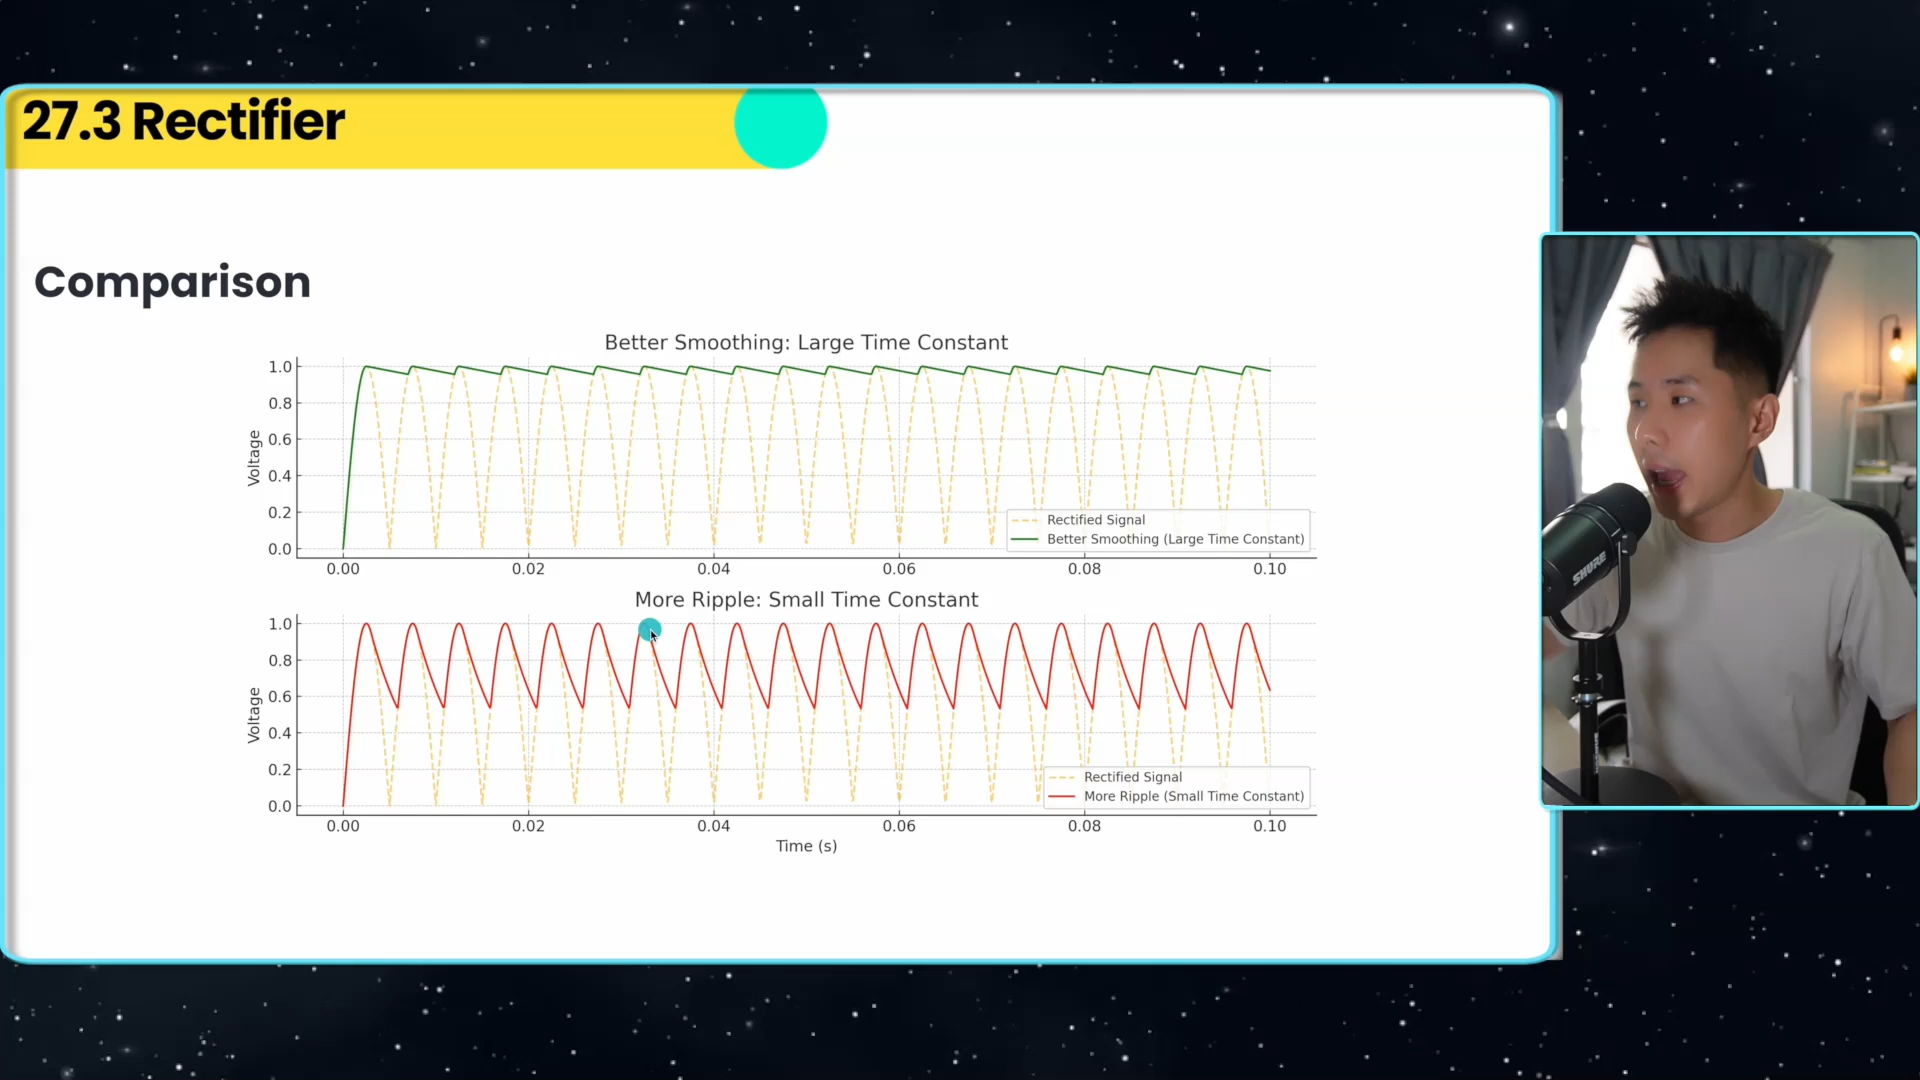 27.3 Rectifier
Comparison
Better Smoothing: Large Time Constant
Voltage
1.0
0.8
0.6
0.4
0.2
0.0
Rectified Signal
Better Smoothing (Large Time Constant)
0.00 0.02 0.04 0.06 0.08 0.10
More Ripple: Small Time Constant
Voltage
1.0
0.8
0.6
0.4
0.2
0.0
Rectified Signal
More Ripple (Small Time Constant)
0.00 0.02 0.04 0.06 0.08 0.10
Time (s)
SHURE